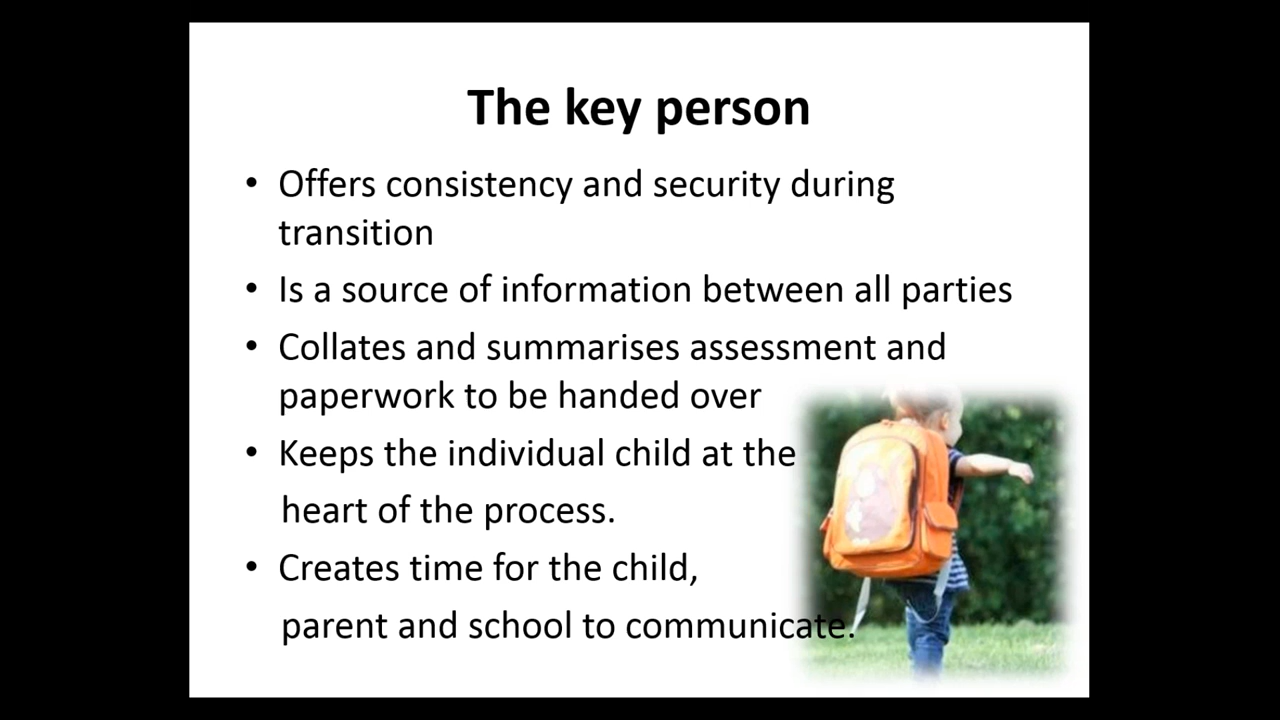 The key person
• Offers consistency and security during
transition
• Is a source of information between all parties
• Collates and summarises assessment and
paperwork to be handed over
• Keeps the individual child at the
heart of the process.
• Creates time for the child,
parent and school to communicate.